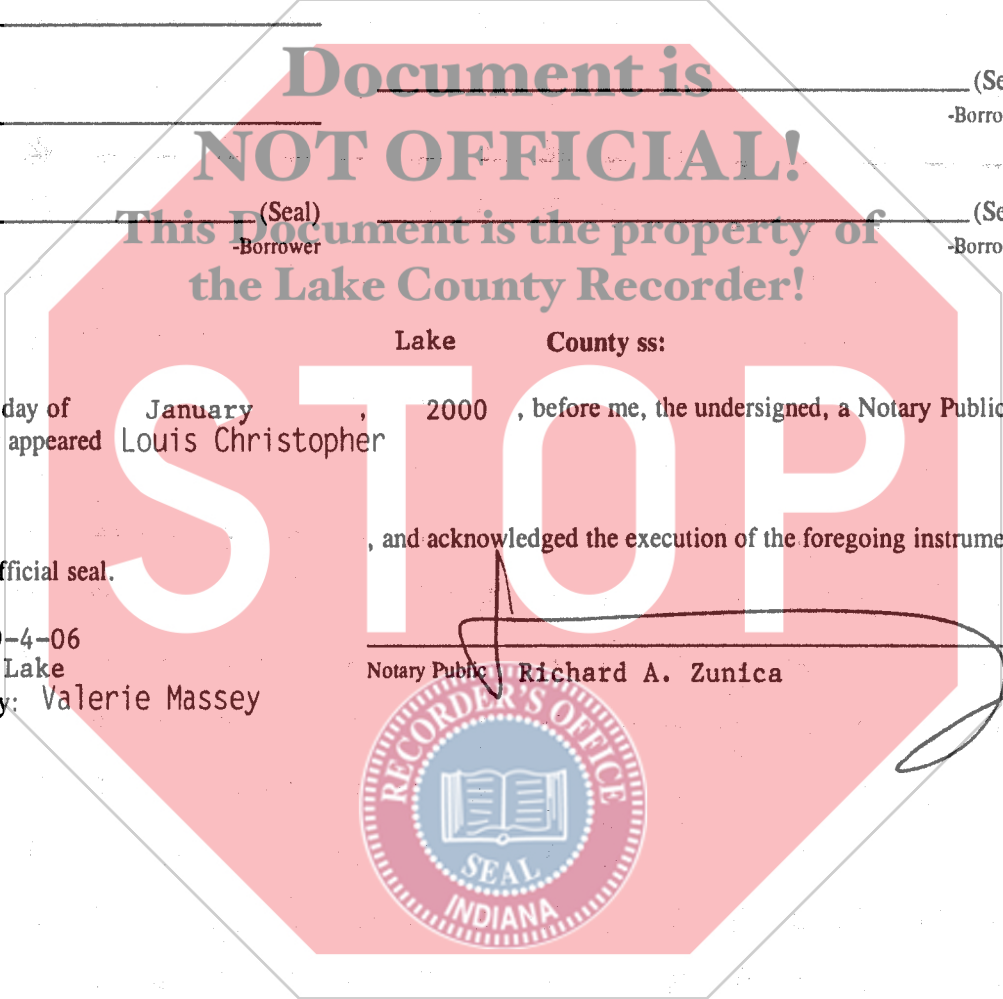 Document is
(Se
-Borro
NOT OFFICIAL!
(Seal)
(Se
This Document is the property of
-Borrower
-Borro
the Lake County Recorder!
Lake County ss:
day of January , 2000 , before me, the undersigned, a Notary Public
appeared Louis Christopher
STOP
, and acknowledged the execution of the foregoing instrume
fficial seal.
-4-06
Lake
Notary Public Richard A. Zunica
y: Valerie Massey
RECORDER'S OFFICE
SEAL
INDIANA